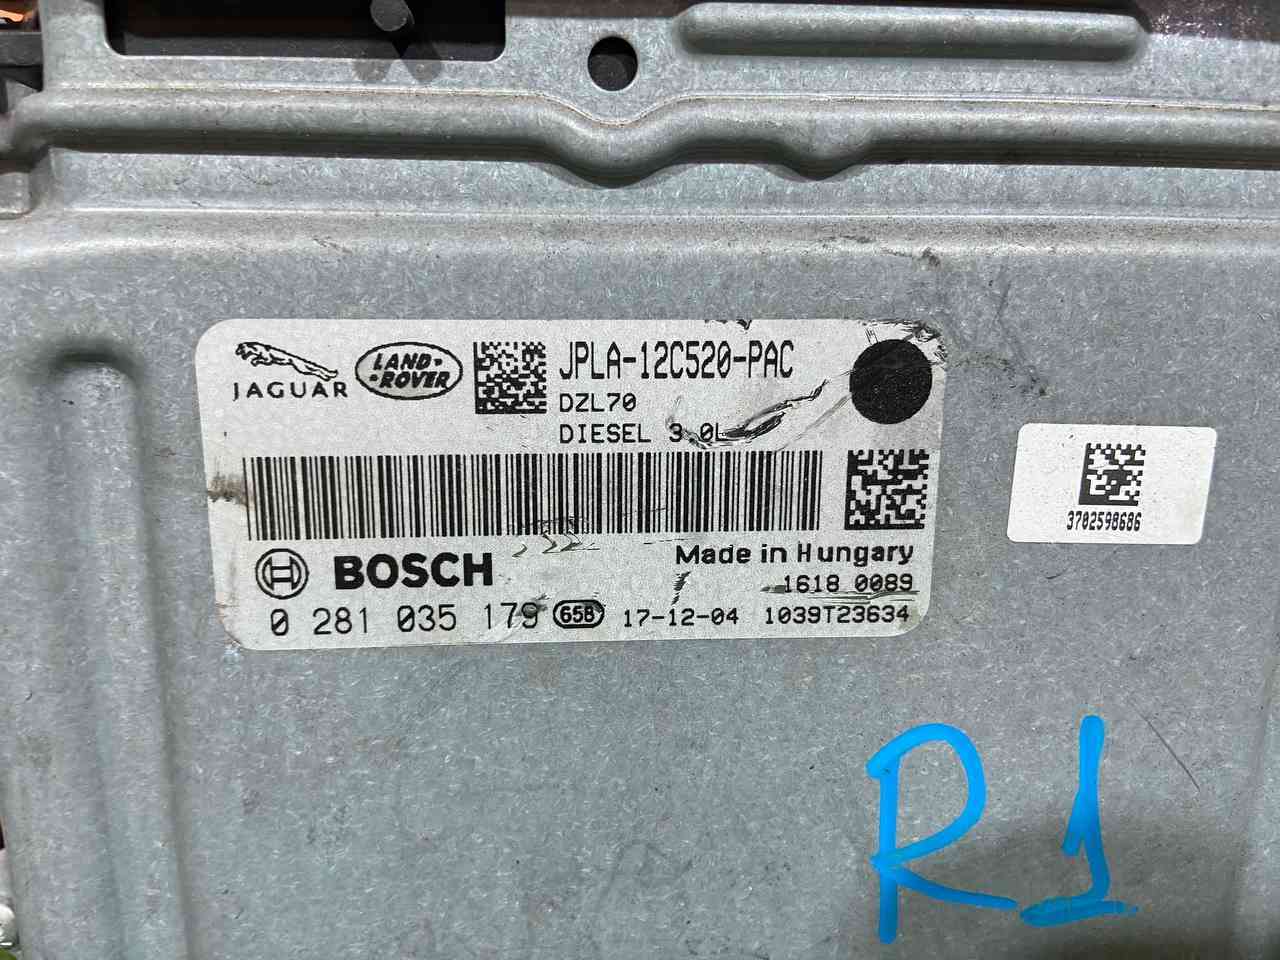 JAGUAR
LAND-
-ROVER
JPLA-12C520-PAC
DZL70
DIESEL 3.0L
3702598686
BOSCH
Made in Hungary
1618 0089
0 281 035 179 65B 17-12-04 1039T23634
R1